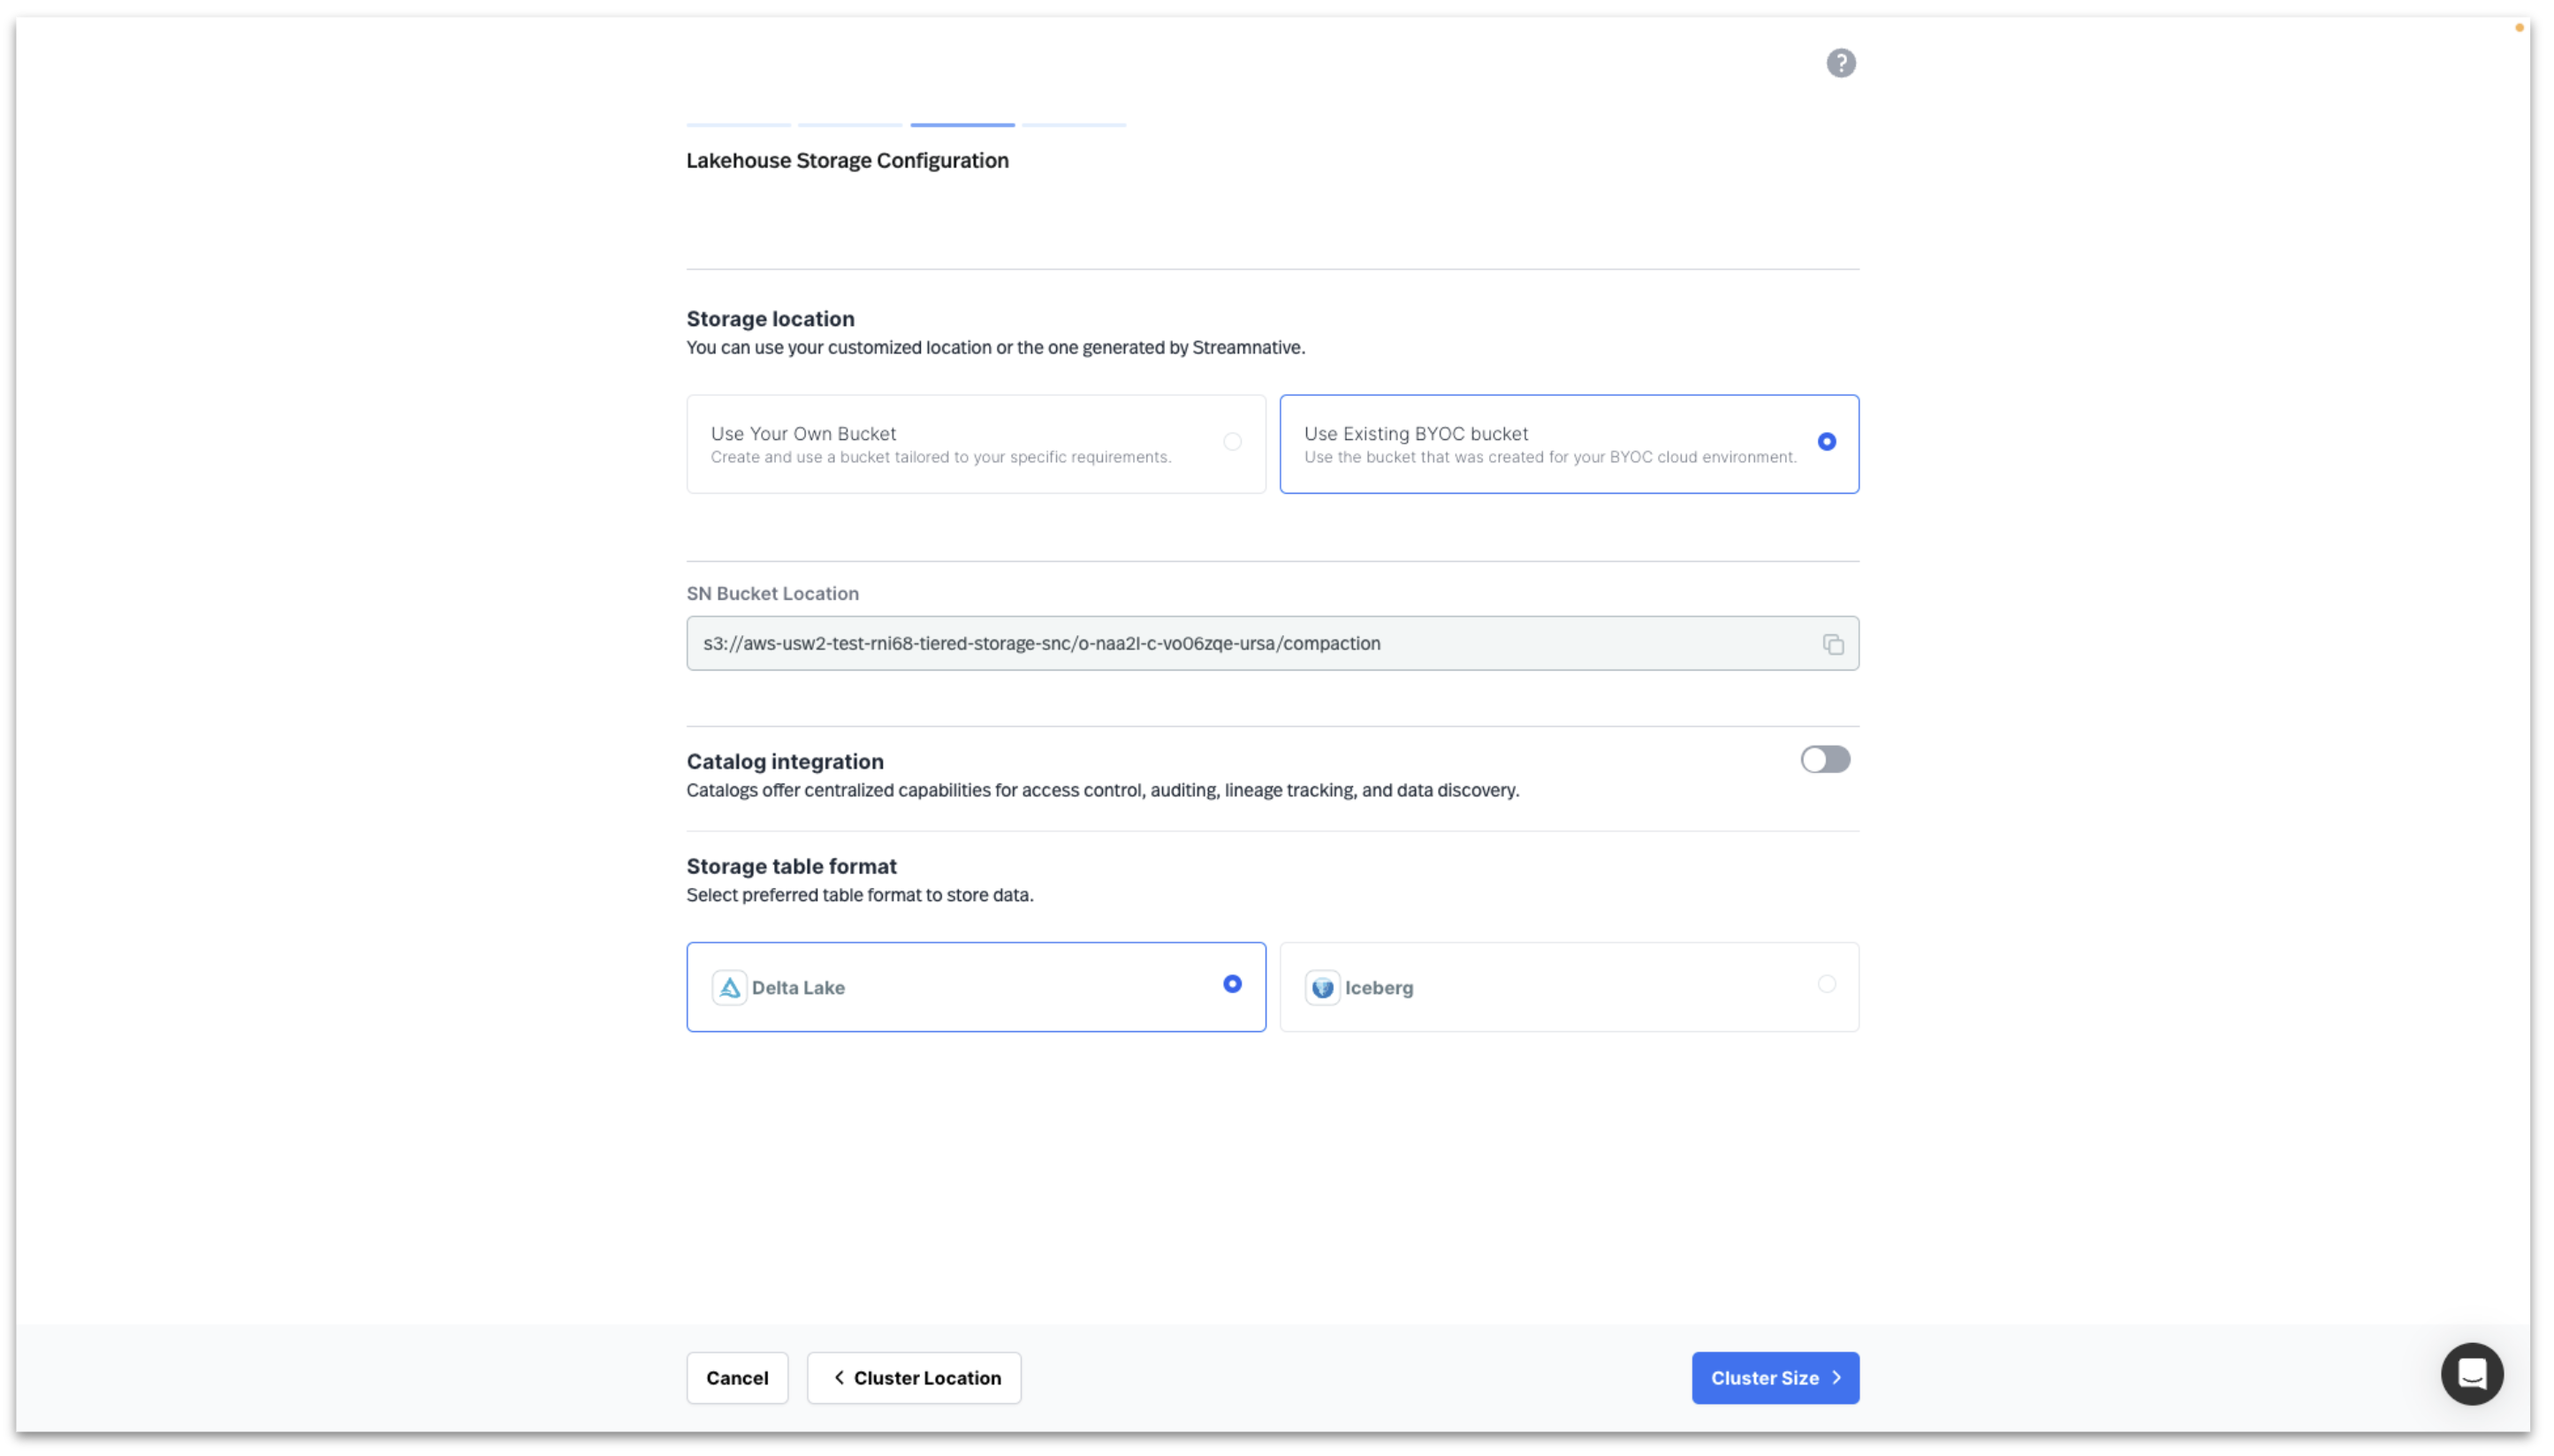 ?
Lakehouse Storage Configuration
Storage location
You can use your customized location or the one generated by Streamnative.
Use Your Own Bucket
Create and use a bucket tailored to your specific requirements.
Use Existing BYOC bucket
Use the bucket that was created for your BYOC cloud environment.
SN Bucket Location
s3://aws-usw2-test-rni68-tiered-storage-snc/o-naa2l-c-vo06zqe-ursa/compaction
Catalog integration
Catalogs offer centralized capabilities for access control, auditing, lineage tracking, and data discovery.
Storage table format
Select preferred table format to store data.
Delta Lake
Iceberg
Cancel
Cluster Location
Cluster Size